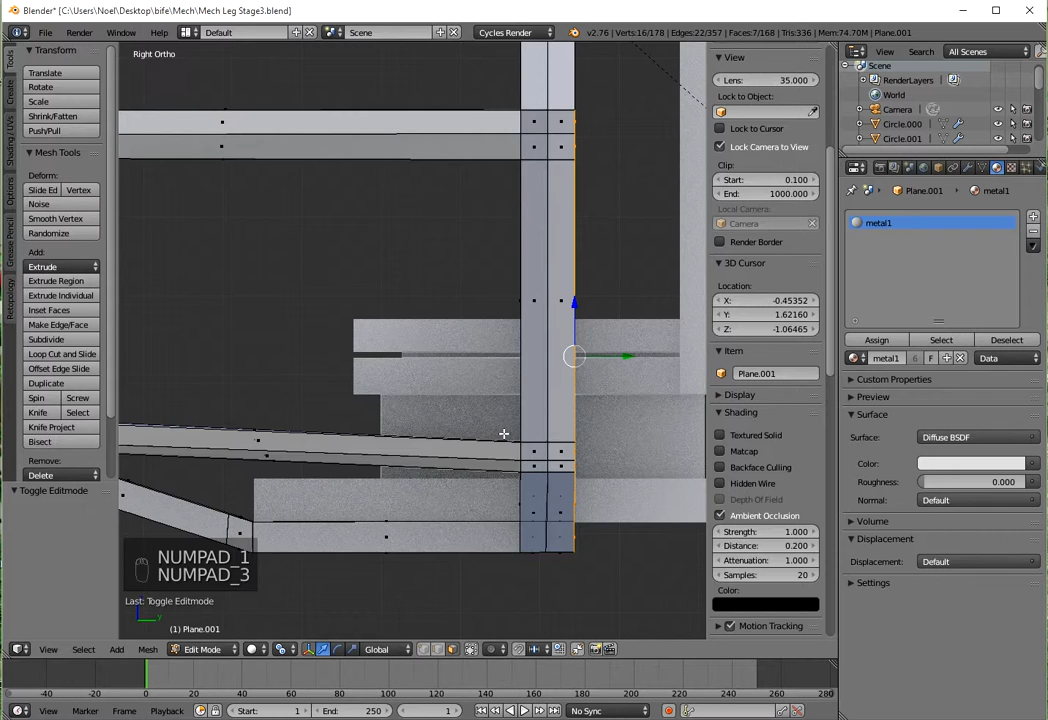 Blender* [C:\Users\Noel\Desktop\bife\Mech\Mech Leg Stage3.blend]
File Render Window Help Default Scene Cycles Render v2.76 | Verts:16/178 | Edges:22/357 | Faces:7/168 | Tris:336 | Mem:74.70M | Plane.001
Tools
Create
Shading / UVs
Options
Grease Pencil
Retopology
Transform
Translate
Rotate
Scale
Shrink/Fatten
Push/Pull
Mesh Tools
Deform:
Slide Ed Vertex
Noise
Smooth Vertex
Randomize
Add:
Extrude
Extrude Region
Extrude Individual
Inset Faces
Make Edge/Face
Subdivide
Loop Cut and Slide
Offset Edge Slide
Duplicate
Spin Screw
Knife Select
Knife Project
Bisect
Remove:
Delete
Toggle Editmode
Right Ortho
NUMPAD_1
NUMPAD_3
Last: Toggle Editmode
y
(1) Plane.001
View
Lens: 35.000
Lock to Object:
Lock to Cursor
Lock Camera to View
Clip:
Start: 0.100
End: 1000.000
Local Camera:
Camera
Render Border
3D Cursor
Location:
X: -0.45352
Y: 1.62160
Z: -1.06465
Item
Plane.001
Display
Shading
Textured Solid
Matcap
Backface Culling
Hidden Wire
Depth Of Field
Ambient Occlusion
Strength: 1.000
Distance: 0.200
Attenuation: 1.000
Samples: 20
Color:
Motion Tracking
View Search All Scenes
Scene
RenderLayers
World
Camera
Circle.000
Circle.001
Plane.001 metal1
metal1
Assign Select Deselect
metal1 6 F Data
Custom Properties
Preview
Surface
Surface: Diffuse BSDF
Color:
Roughness: 0.000
Normal: Default
Volume
Displacement
Displacement: Default
Settings
View Select Add Mesh Edit Mode Global
-40 -20 0 20 40 60 80 100 120 140 160 180 200 220 240 260 280
View Marker Frame Playback Start: 1 End: 250 1 No Sync